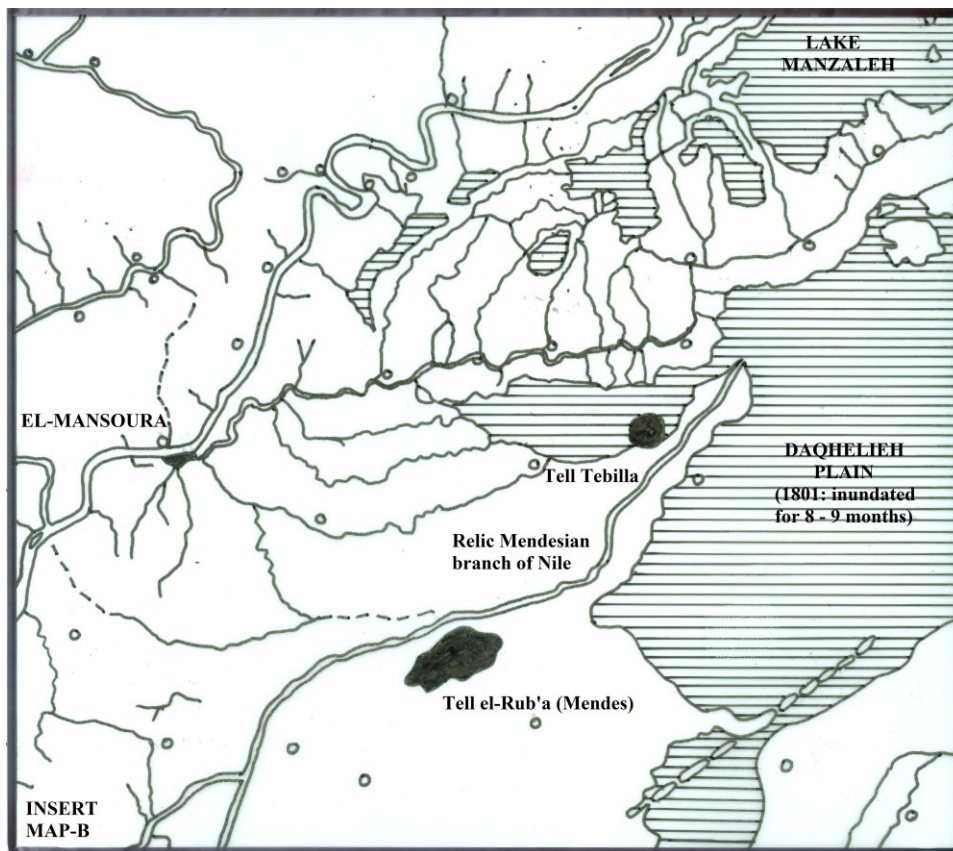 LAKE
MANZALEH
EL-MANSOURA
Tell Tebilla
DAQHELIEH
PLAIN
(1801: inundated
for 8 - 9 months)
Relic Mendesian
branch of Nile
Tell el-Rub'a (Mendes)
INSERT
MAP-B